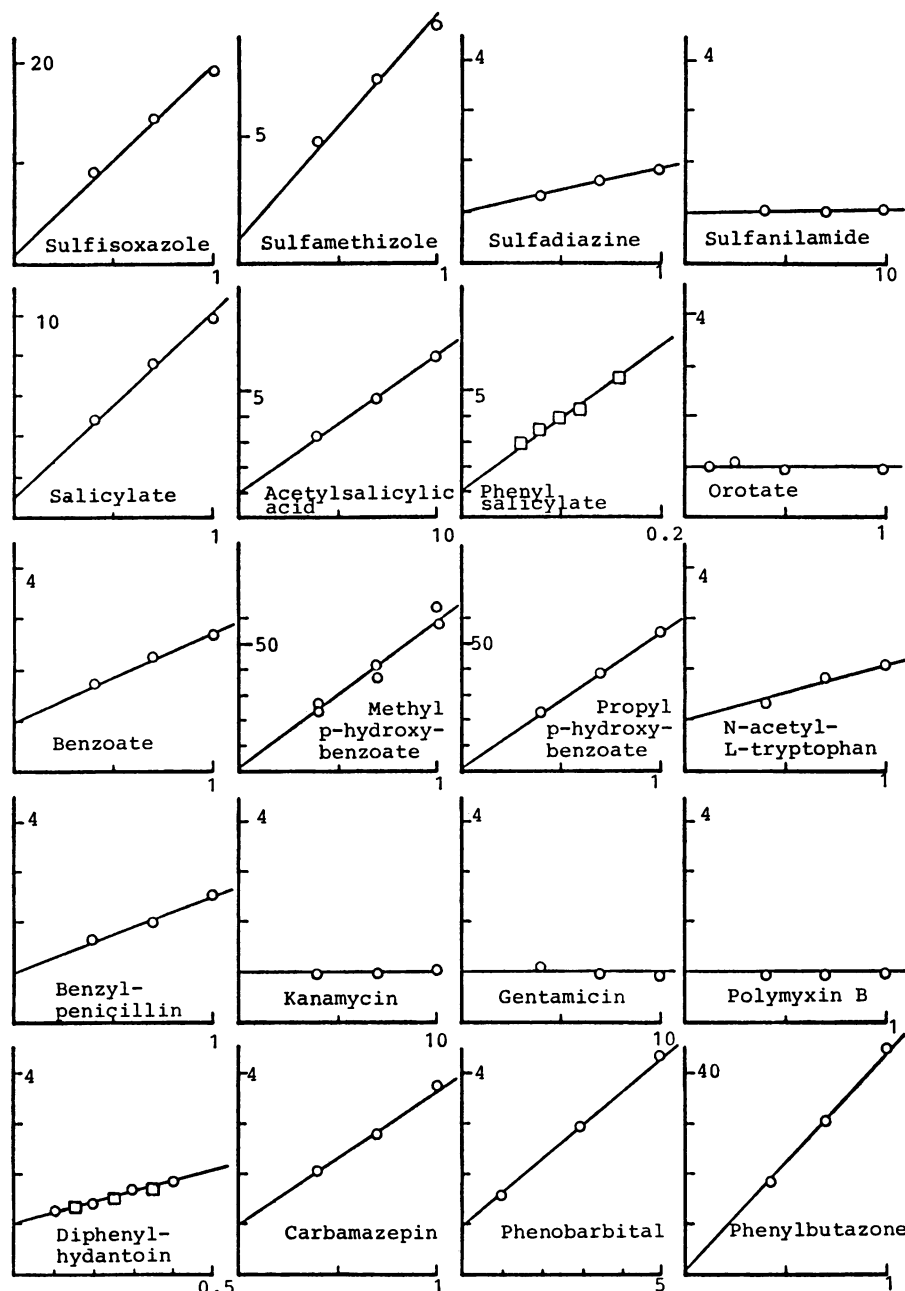 20
5
4
4
Sulfisoxazole
Sulfamethizole
Sulfadiazine
Sulfanilamide
1
1
1
10
10
5
5
4
Salicylate
Acetylsalicylic
acid
Phenyl
salicylate
Orotate
1
10
0.2
1
4
50
50
4
Benzoate
Methyl
p-hydroxy-
benzoate
Propyl
p-hydroxy-
benzoate
N-acetyl-
L-tryptophan
1
1
1
1
4
4
4
4
Benzyl-
penicillin
Kanamycin
Gentamicin
Polymyxin B
1
10
10
1
4
4
4
40
Diphenyl-
hydantoin
Carbamazepin
Phenobarbital
Phenylbutazone
0.5
1
5
1